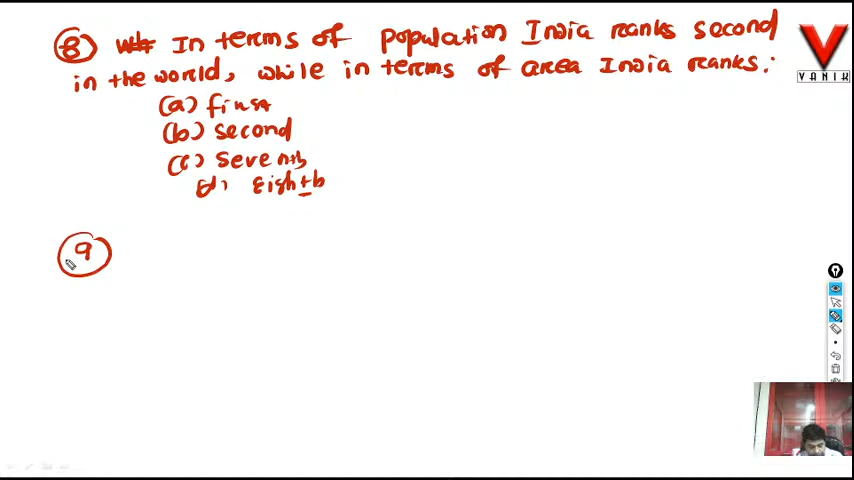 8 In terms of population India ranks second
in the world, while in terms of area India ranks:
(a) first
(b) second
(c) seventh
(d) Eighth
9
VANIK